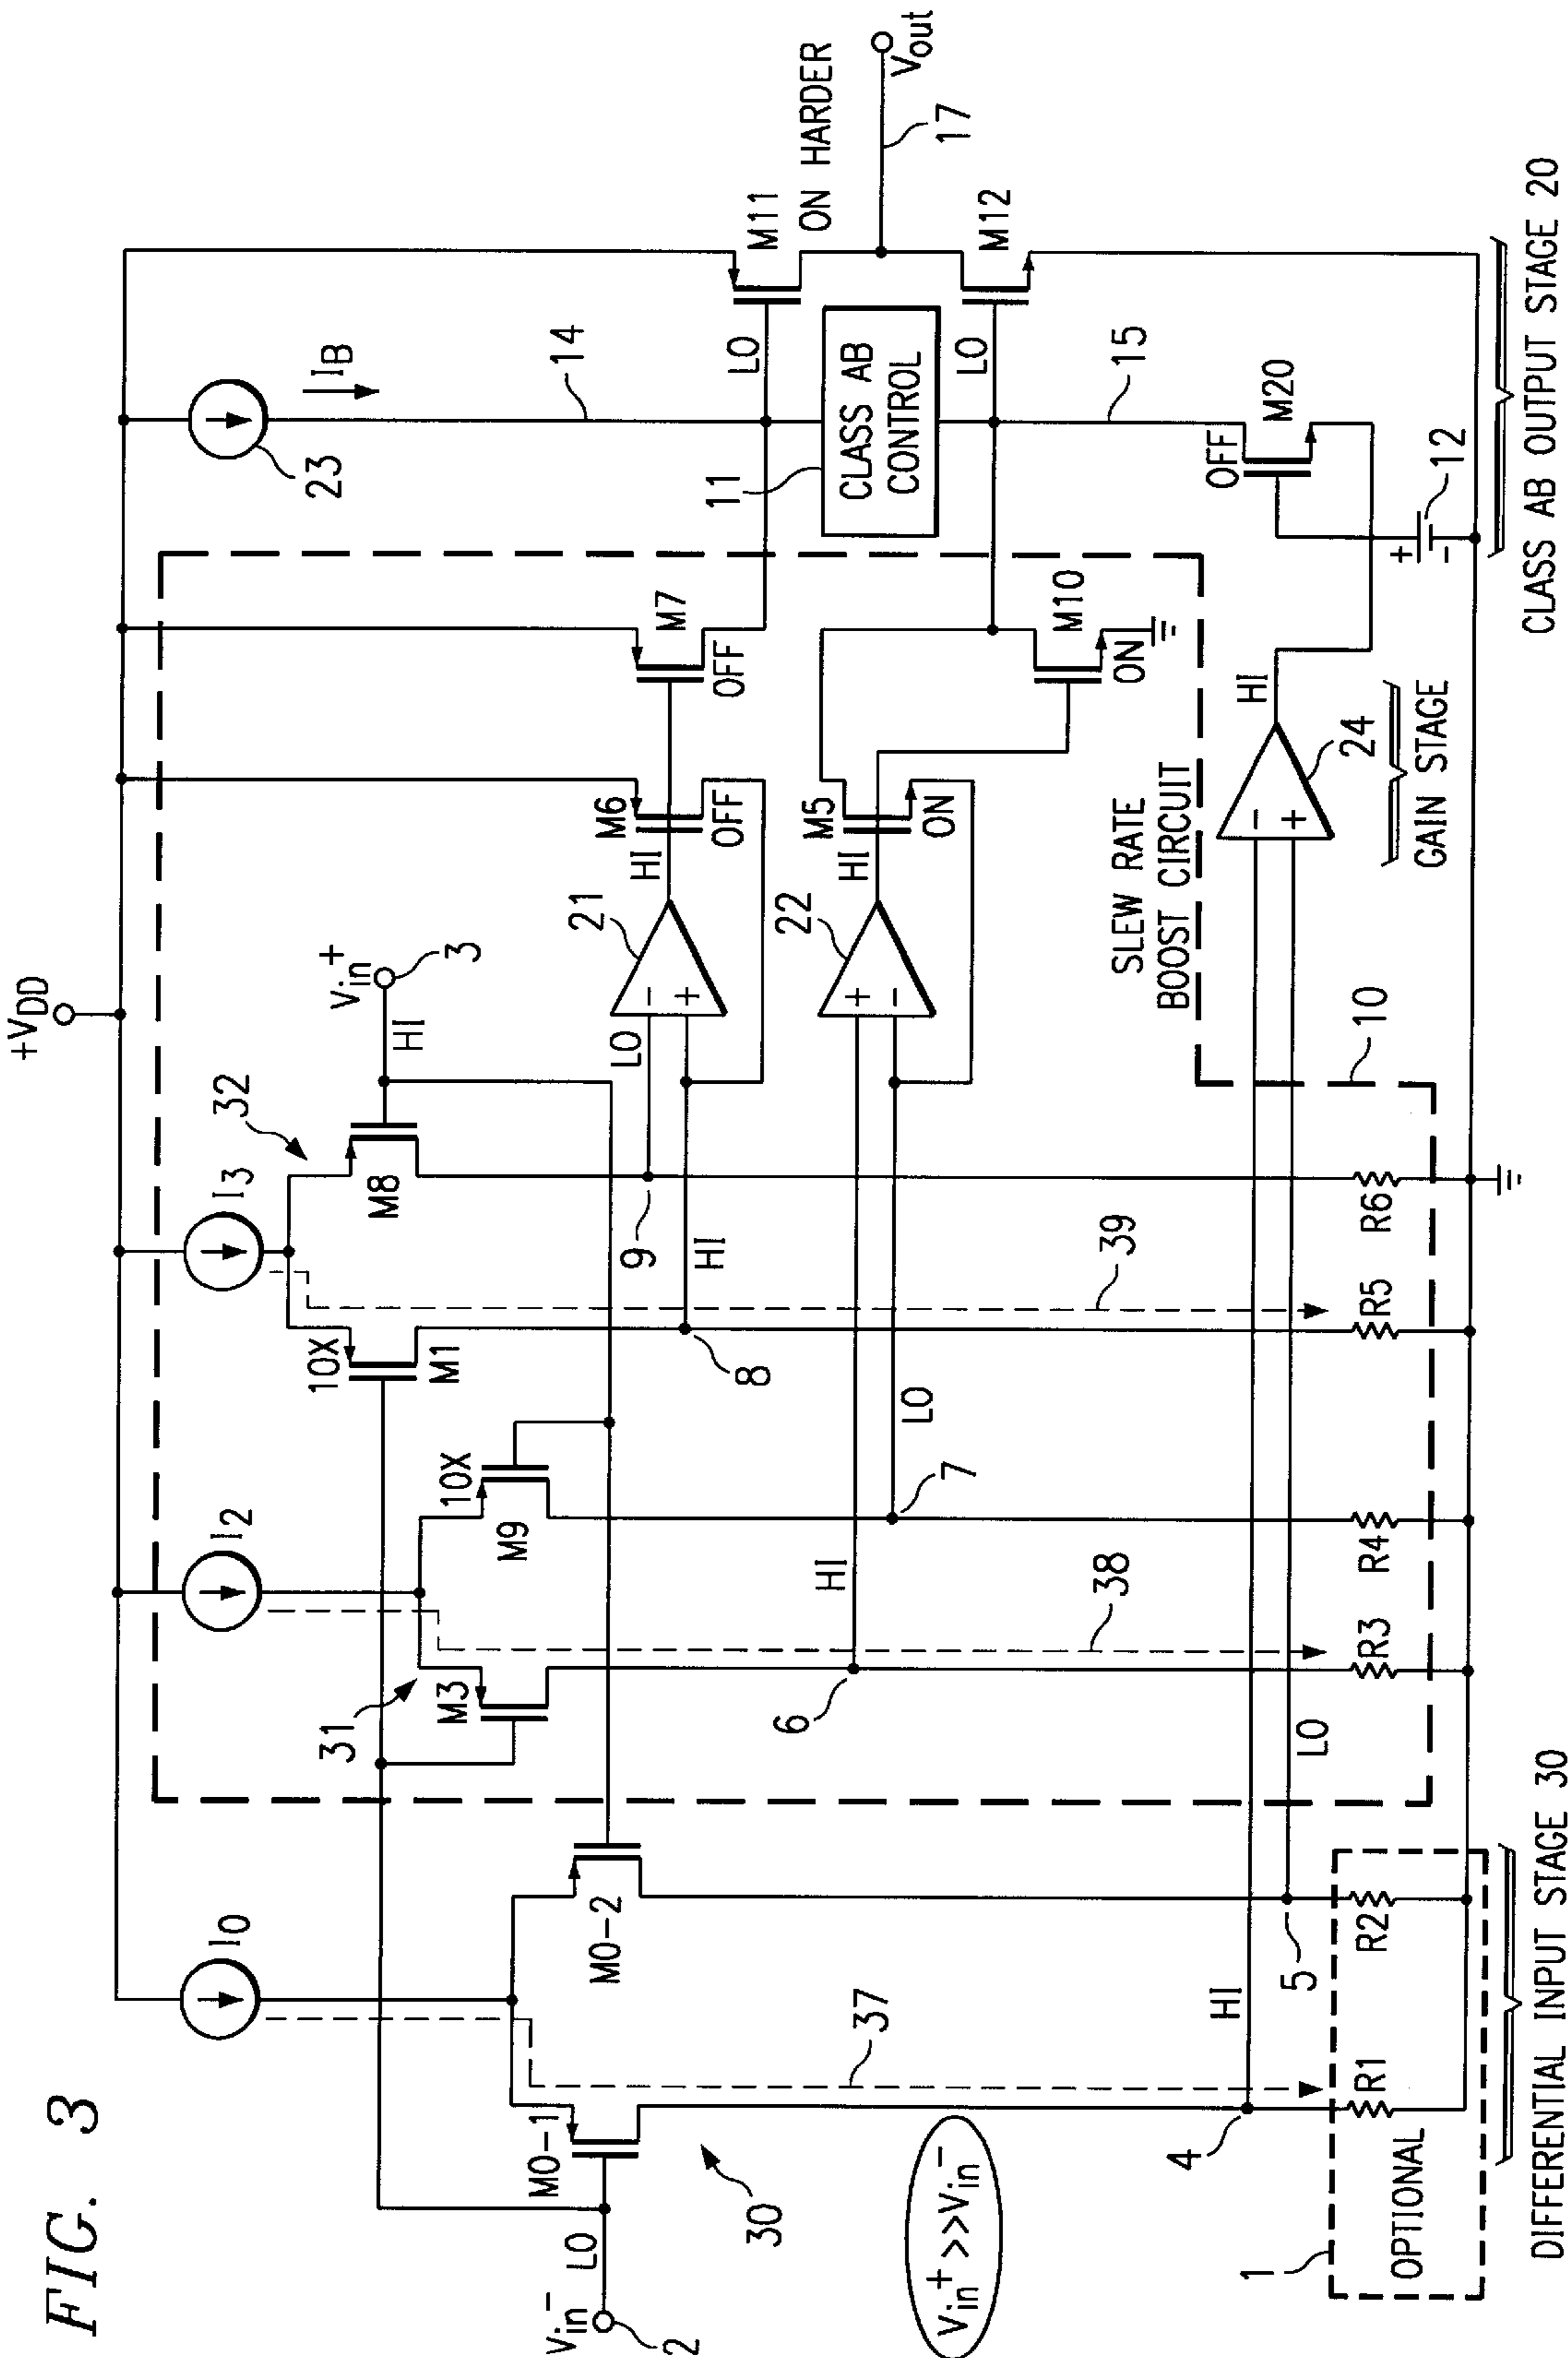 FIG. 3
+VDD
I0
I2
I3
32
Vin+
3
HI
23
IB
14
M8
10X
M1
31
M3
10X
M9
Vin-
LO
2
M0-1
M0-2
30
37
38
39
6
HI
7
LO
8
HI
9
LO
21
-
+
HI
M6
OFF
M7
OFF
22
+
-
HI
M5
ON
M10
ON
11
CLASS AB
CONTROL
LO
LO
M11
ON HARDER
M12
17
Vout
15
OFF
M20
+
-
12
SLEW RATE
BOOST CIRCUIT
10
-
+
HI
24
GAIN STAGE
Vin+ >> Vin-
4
HI
5
LO
1
OPTIONAL
R1
R2
R3
R4
R5
R6
DIFFERENTIAL INPUT STAGE 30
CLASS AB OUTPUT STAGE 20